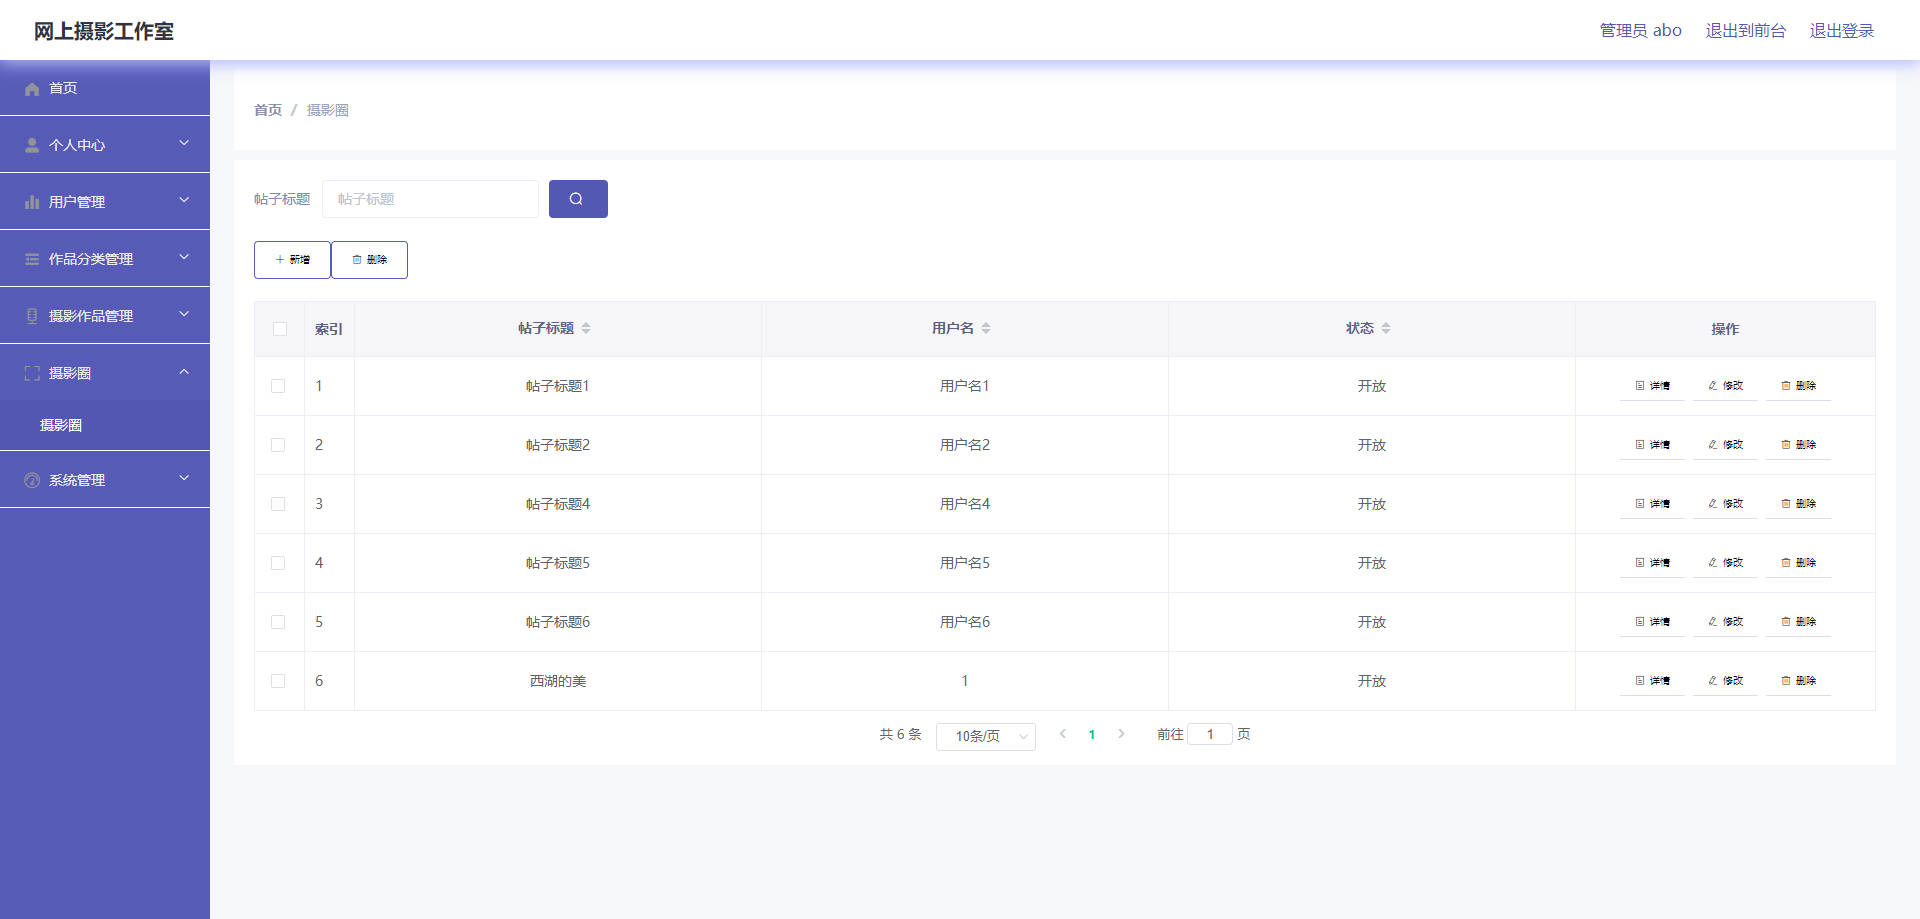 网上摄影工作室
管理员 abo 退出到前台 退出登录
首页
个人中心
用户管理
作品分类管理
摄影作品管理
摄影圈
摄影圈
系统管理
首页 / 摄影圈
帖子标题 帖子标题
新增 删除
索引 帖子标题 用户名 状态 操作
1 帖子标题1 用户名1 开放 详情 修改 删除
2 帖子标题2 用户名2 开放 详情 修改 删除
3 帖子标题4 用户名4 开放 详情 修改 删除
4 帖子标题5 用户名5 开放 详情 修改 删除
5 帖子标题6 用户名6 开放 详情 修改 删除
6 西湖的美 1 开放 详情 修改 删除
共 6 条 10条/页 1 前往 1 页